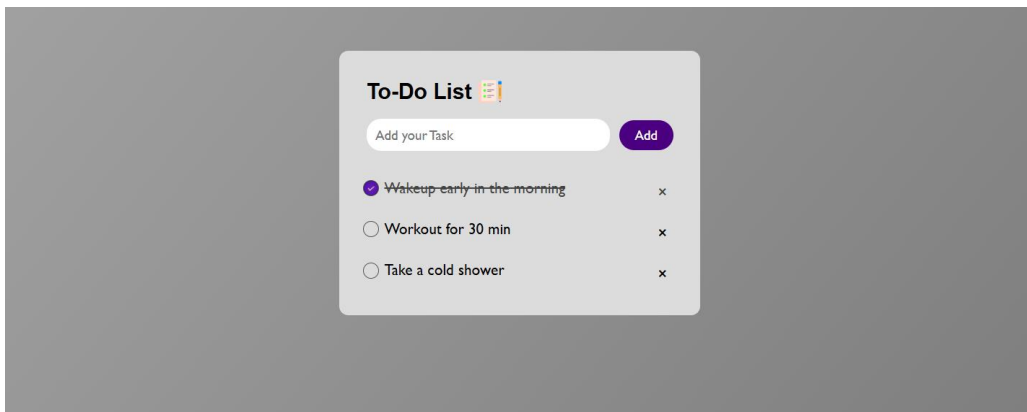 To-Do List
Add your Task
Add
Wakeup early in the morning
×
Workout for 30 min
×
Take a cold shower
×